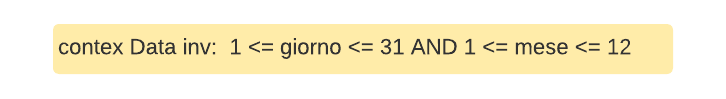 contex Data inv:  1 <= giorno <= 31 AND 1 <= mese <= 12